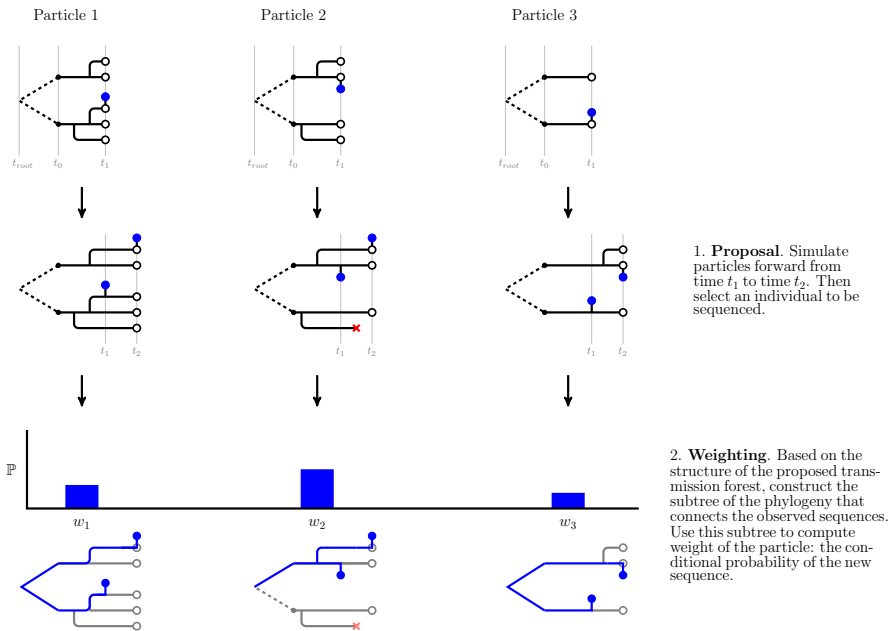 Particle 1 Particle 2 Particle 3
t_root t_0 t_1 t_root t_0 t_1 t_root t_0 t_1
1. Proposal. Simulate
particles forward from
time t_1 to time t_2. Then
select an individual to be
sequenced.
t_1 t_2 t_1 t_2 t_1 t_2
ℙ
w_1 w_2 w_3
2. Weighting. Based on the
structure of the proposed trans-
mission forest, construct the
subtree of the phylogeny that
connects the observed sequences.
Use this subtree to compute
weight of the particle: the con-
ditional probability of the new
sequence.